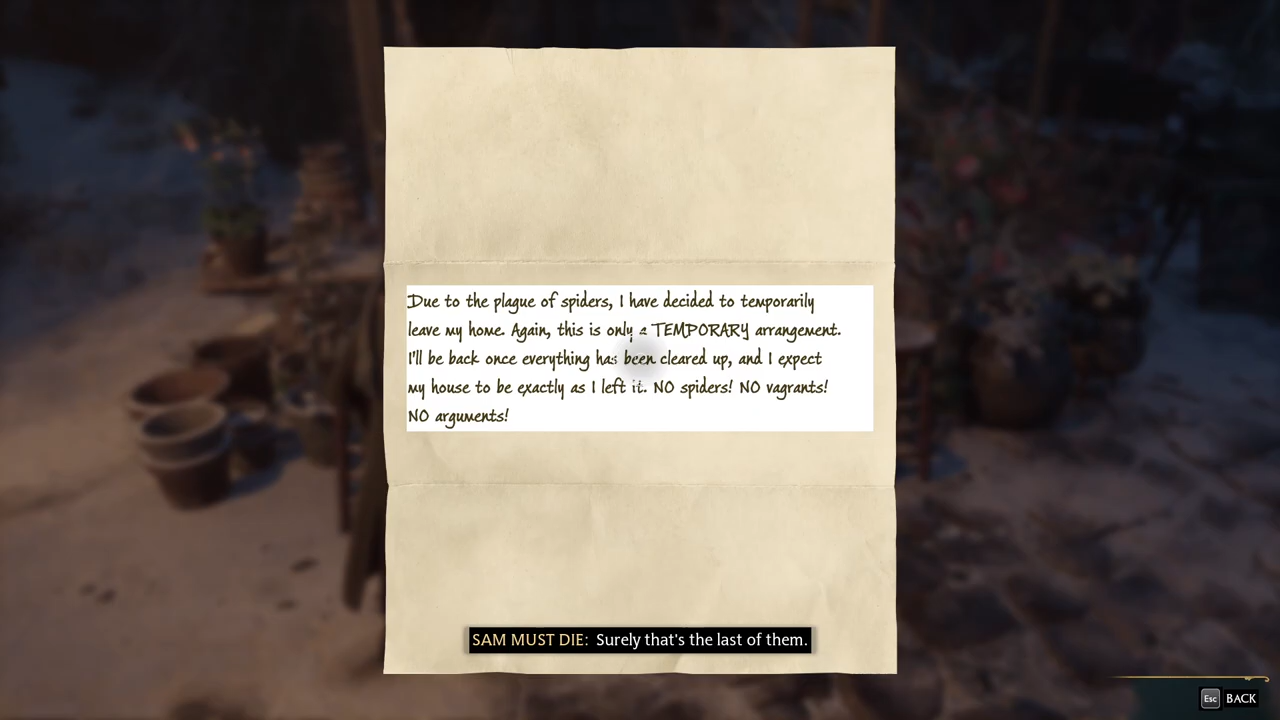 Due to the plague of spiders, I have decided to temporarily
leave my home. Again, this is only a TEMPORARY arrangement.
I'll be back once everything has been cleared up, and I expect
my house to be exactly as I left it. NO spiders! NO vagrants!
NO arguments!
SAM MUST DIE: Surely that's the last of them.
Esc BACK